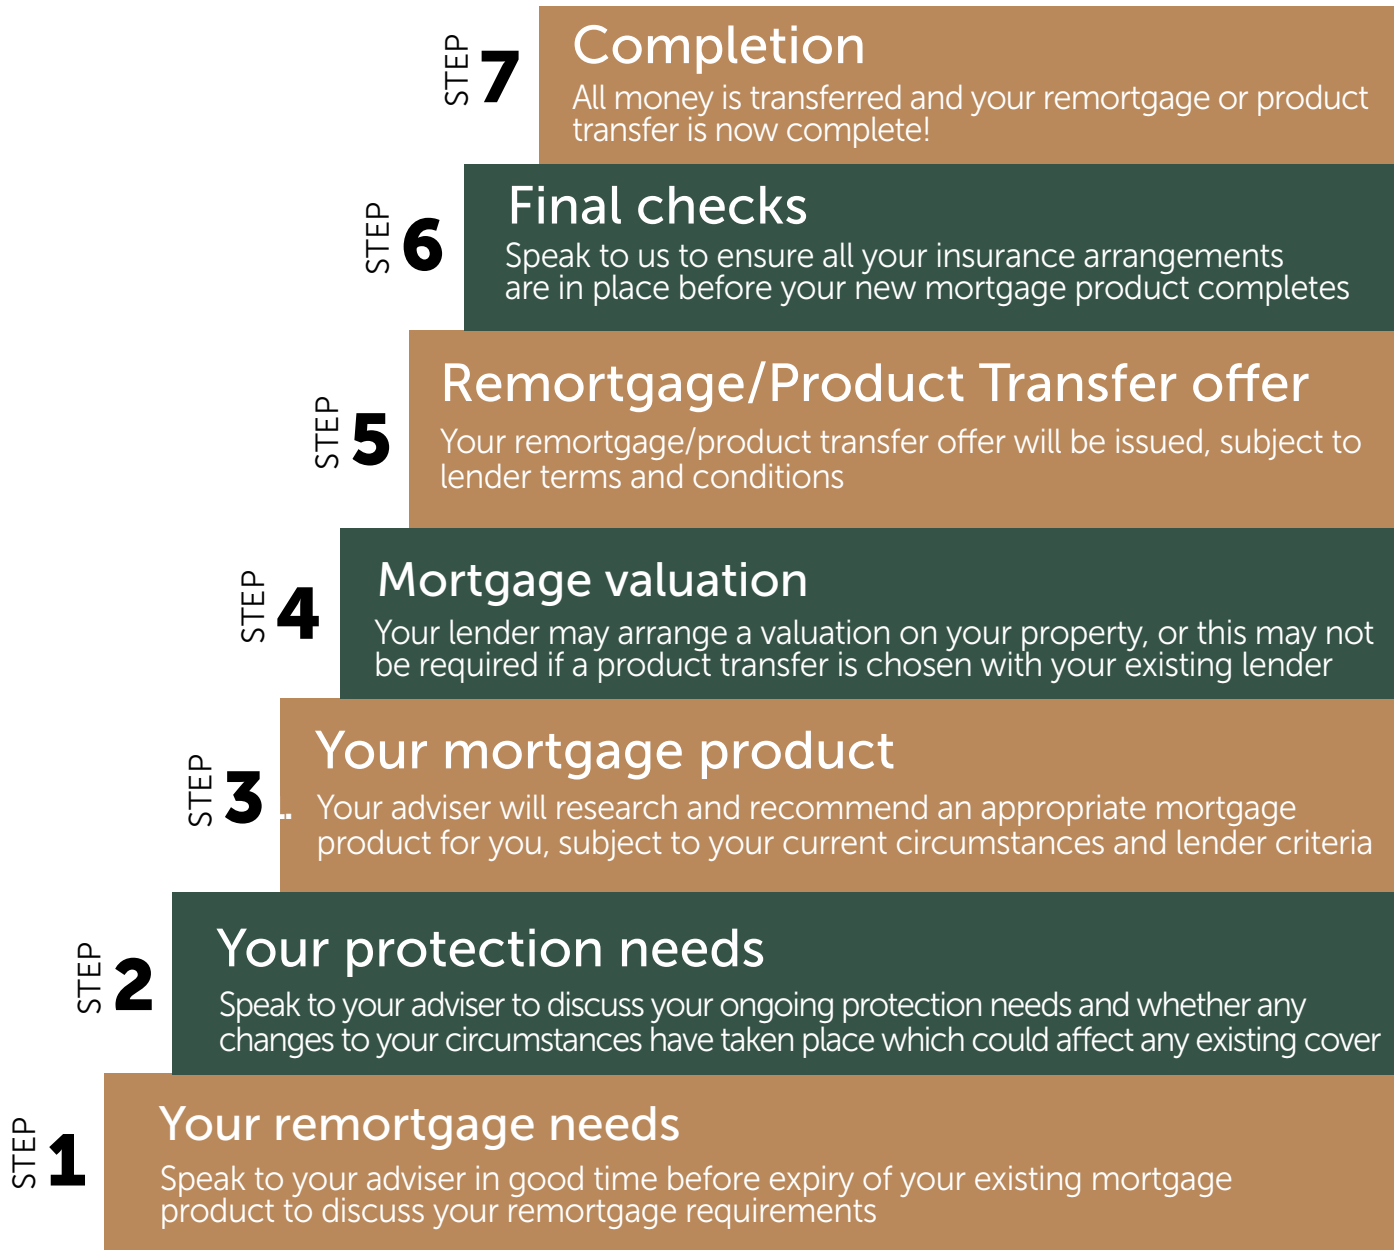 STEP 7
Completion
All money is transferred and your remortgage or product
transfer is now complete!
STEP 6
Final checks
Speak to us to ensure all your insurance arrangements
are in place before your new mortgage product completes
STEP 5
Remortgage/Product Transfer offer
Your remortgage/product transfer offer will be issued, subject to
lender terms and conditions
STEP 4
Mortgage valuation
Your lender may arrange a valuation on your property, or this may not
be required if a product transfer is chosen with your existing lender
STEP 3
Your mortgage product
.. Your adviser will research and recommend an appropriate mortgage
product for you, subject to your current circumstances and lender criteria
STEP 2
Your protection needs
Speak to your adviser to discuss your ongoing protection needs and whether any
changes to your circumstances have taken place which could affect any existing cover
STEP 1
Your remortgage needs
Speak to your adviser in good time before expiry of your existing mortgage
product to discuss your remortgage requirements